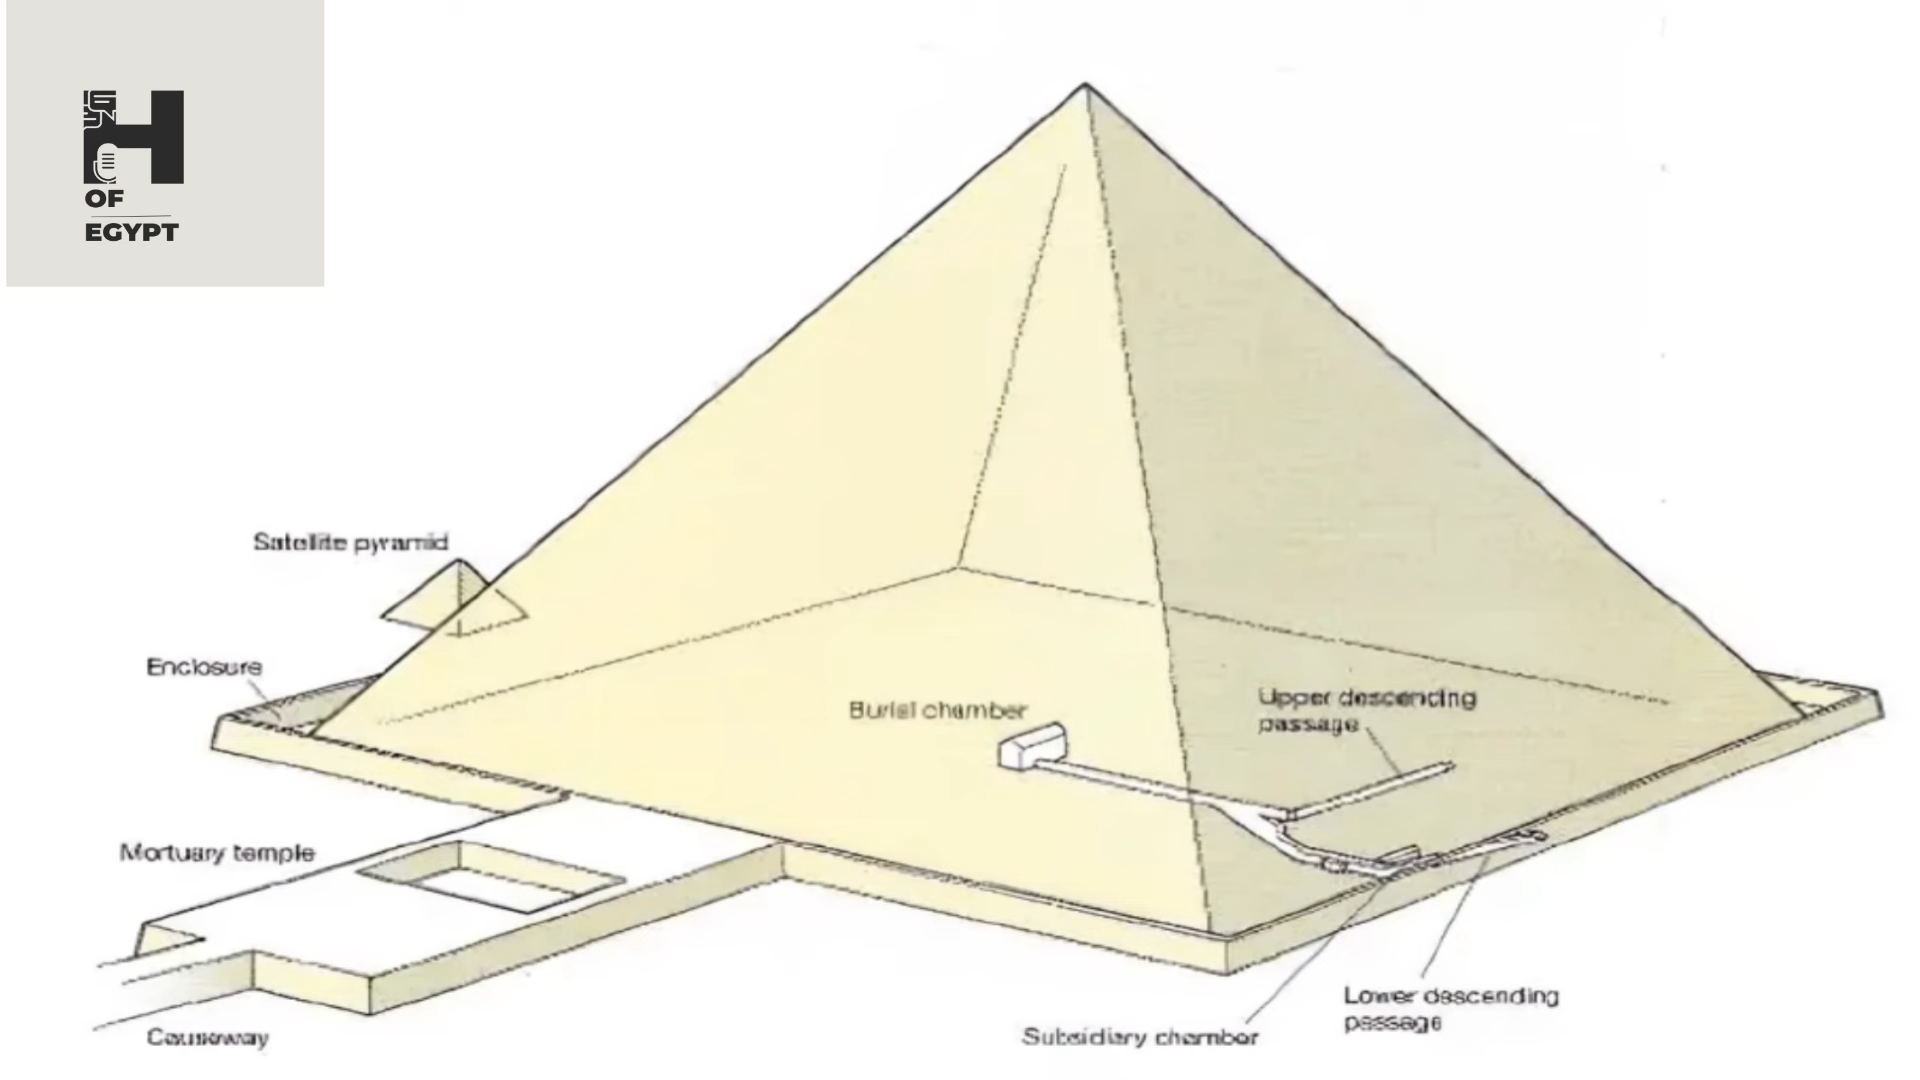 H
OF
EGYPT
Satellite pyramid
Enclosure
Burial chamber
Upper descending
passage
Mortuary temple
Lower descending
passage
Causeway
Subsidiary chamber